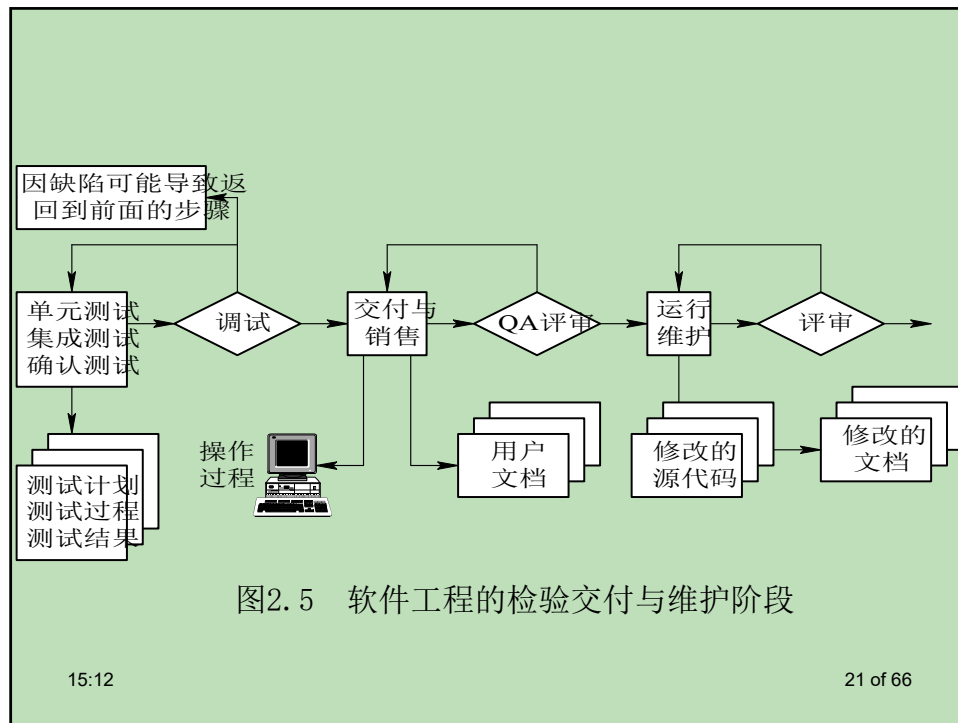 因缺陷可能导致返
回到前面的步骤
单元测试
集成测试
确认测试
调试
交付与
销售
QA评审
运行
维护
评审
测试计划
测试过程
测试结果
操作
过程
用户
文档
修改的
源代码
修改的
文档
图2.5 软件工程的检验交付与维护阶段
15:12
21 of 66